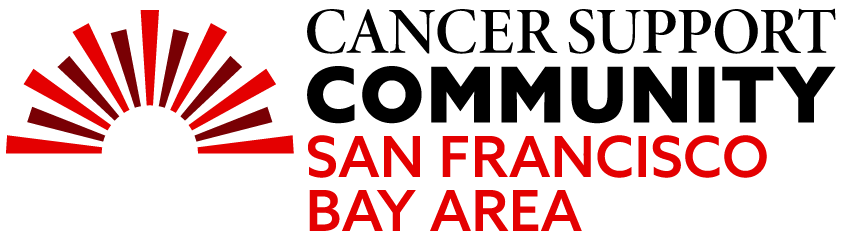 CANCER SUPPORT
COMMUNITY
SAN FRANCISCO
BAY AREA